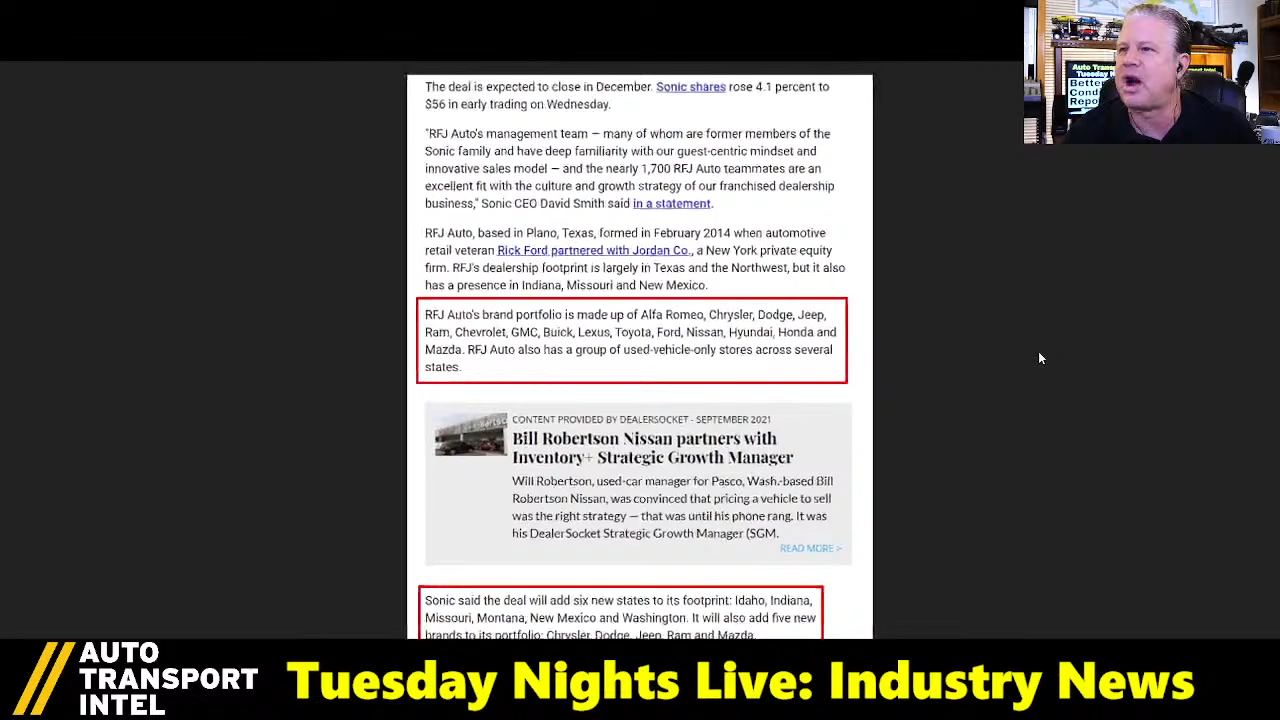 The deal is expected to close in December. Sonic shares rose 4.1 percent to
$56 in early trading on Wednesday.
"RFJ Auto's management team — many of whom are former members of the
Sonic family and have deep familiarity with our guest-centric mindset and
innovative sales model — and the nearly 1,700 RFJ Auto teammates are an
excellent fit with the culture and growth strategy of our franchised dealership
business," Sonic CEO David Smith said in a statement.
RFJ Auto, based in Plano, Texas, formed in February 2014 when automotive
retail veteran Rick Ford partnered with Jordan Co., a New York private equity
firm. RFJ's dealership footprint is largely in Texas and the Northwest, but it also
has a presence in Indiana, Missouri and New Mexico.
RFJ Auto's brand portfolio is made up of Alfa Romeo, Chrysler, Dodge, Jeep,
Ram, Chevrolet, GMC, Buick, Lexus, Toyota, Ford, Nissan, Hyundai, Honda and
Mazda. RFJ Auto also has a group of used-vehicle-only stores across several
states.
CONTENT PROVIDED BY DEALERSOCKET - SEPTEMBER 2021
Bill Robertson Nissan partners with
Inventory+ Strategic Growth Manager
Will Robertson, used-car manager for Pasco, Wash.-based Bill
Robertson Nissan, was convinced that pricing a vehicle to sell
was the right strategy — that was until his phone rang. It was
his DealerSocket Strategic Growth Manager (SGM.
READ MORE >
Sonic said the deal will add six new states to its footprint: Idaho, Indiana,
Missouri, Montana, New Mexico and Washington. It will also add five new
brands to its portfolio: Chrysler, Dodge, Jeep, Ram and Mazda.
AUTO
TRANSPORT
INTEL
Tuesday Nights Live: Industry News